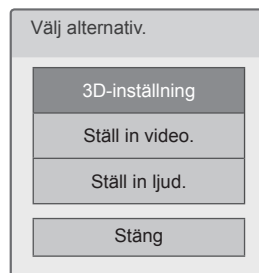 Välj alternativ.
3D-inställning
Ställ in video.
Ställ in ljud.
Stäng